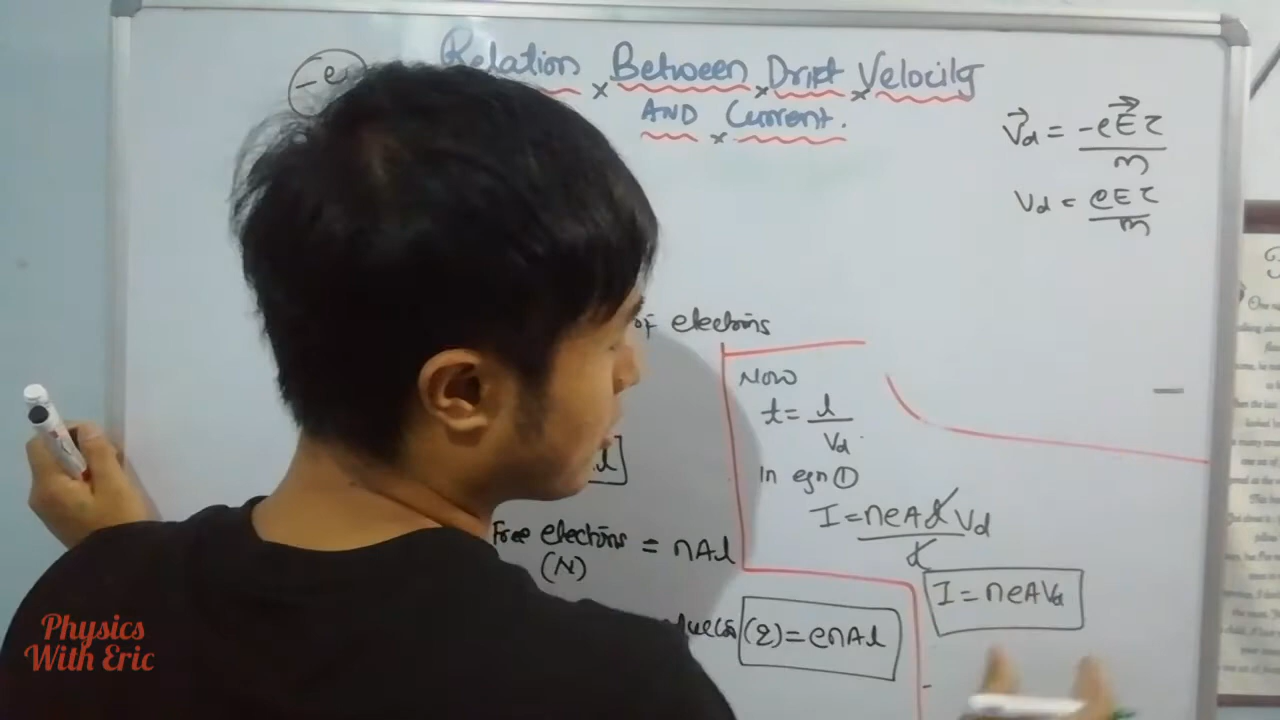 -e
Relation Between Dript Velocity
AND Current.
V⃗d = -eE⃗τ / m
Vd = eEτ / m
of electrons
Now
t = l / Vd
In eqn ①
I = neAl Vd / l
I = neAVd
Free electrons = nAl
(N)
(q) = enAl
Physics
With Eric